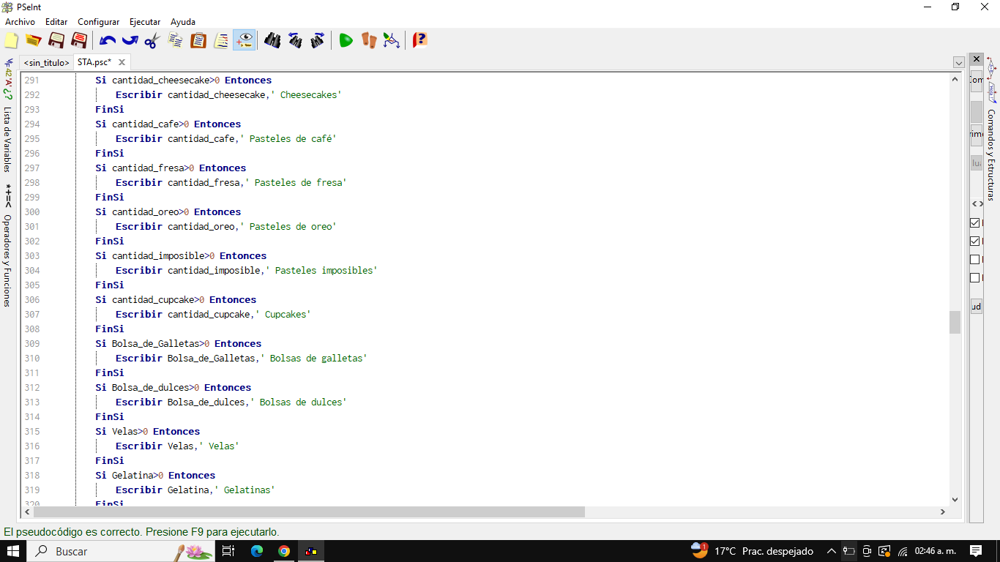 PSeInt
Archivo Editar Configurar Ejecutar Ayuda
<sin_titulo> STA.psc*
291 Si cantidad_cheesecake>0 Entonces
292 Escribir cantidad_cheesecake,' Cheesecakes'
293 FinSi
294 Si cantidad_cafe>0 Entonces
295 Escribir cantidad_cafe,' Pasteles de café'
296 FinSi
297 Si cantidad_fresa>0 Entonces
298 Escribir cantidad_fresa,' Pasteles de fresa'
299 FinSi
300 Si cantidad_oreo>0 Entonces
301 Escribir cantidad_oreo,' Pasteles de oreo'
302 FinSi
303 Si cantidad_imposible>0 Entonces
304 Escribir cantidad_imposible,' Pasteles imposibles'
305 FinSi
306 Si cantidad_cupcake>0 Entonces
307 Escribir cantidad_cupcake,' Cupcakes'
308 FinSi
309 Si Bolsa_de_Galletas>0 Entonces
310 Escribir Bolsa_de_Galletas,' Bolsas de galletas'
311 FinSi
312 Si Bolsa_de_dulces>0 Entonces
313 Escribir Bolsa_de_dulces,' Bolsas de dulces'
314 FinSi
315 Si Velas>0 Entonces
316 Escribir Velas,' Velas'
317 FinSi
318 Si Gelatina>0 Entonces
319 Escribir Gelatina,' Gelatinas'
320 FinSi
Lista de Variables
*+=< Operadores y Funciones
Comandos y Estructuras
El pseudocódigo es correcto. Presione F9 para ejecutarlo.
Buscar
1
17°C Prac. despejado
02:46 a. m.